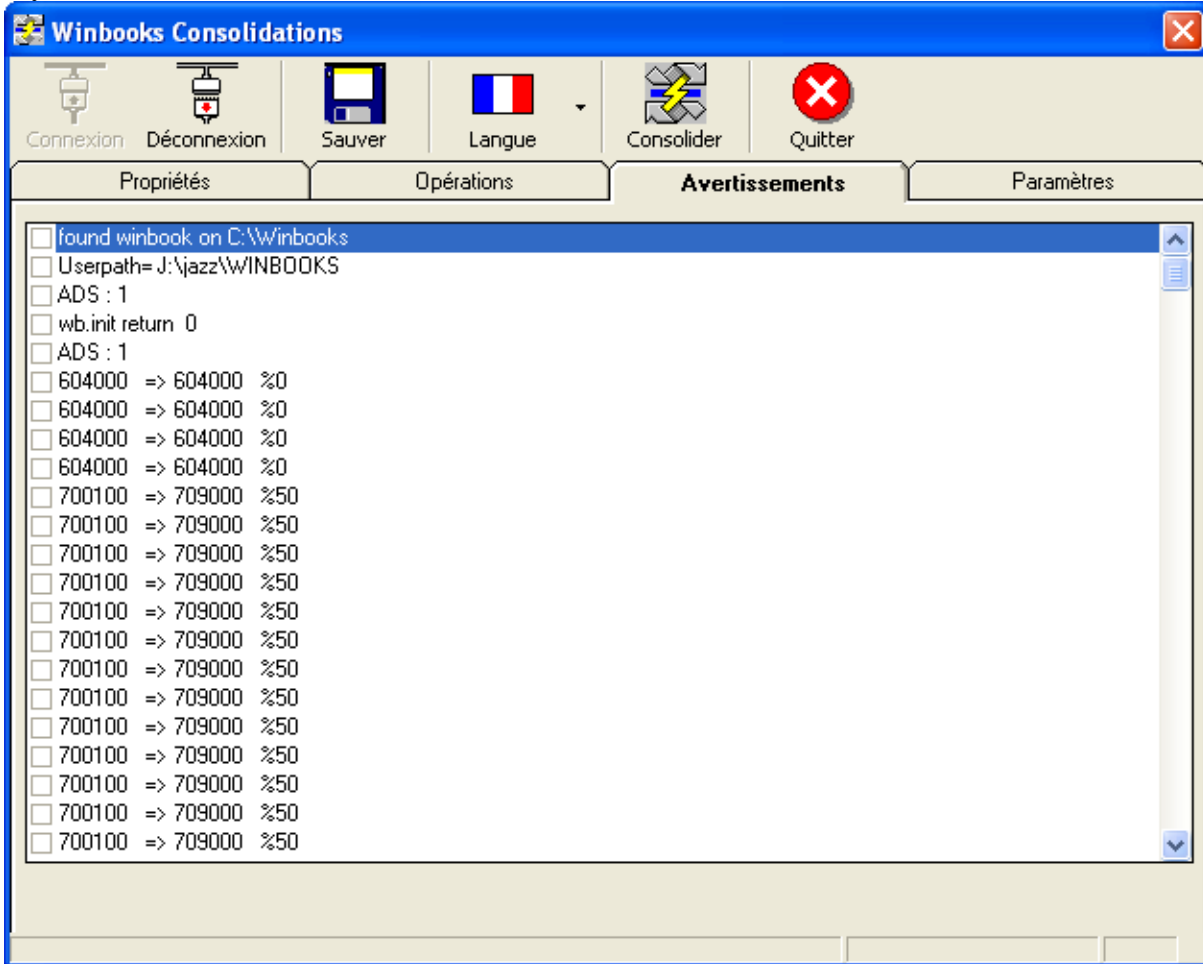 Winbooks Consolidations
Connexion Déconnexion Sauver Langue Consolider Quitter
Propriétés Opérations Avertissements Paramètres
found winbook on C:\Winbooks
Userpath= J:\jazz\WINBOOKS
ADS : 1
wb.init return 0
ADS : 1
604000 => 604000 %0
604000 => 604000 %0
604000 => 604000 %0
604000 => 604000 %0
700100 => 709000 %50
700100 => 709000 %50
700100 => 709000 %50
700100 => 709000 %50
700100 => 709000 %50
700100 => 709000 %50
700100 => 709000 %50
700100 => 709000 %50
700100 => 709000 %50
700100 => 709000 %50
700100 => 709000 %50
700100 => 709000 %50
700100 => 709000 %50